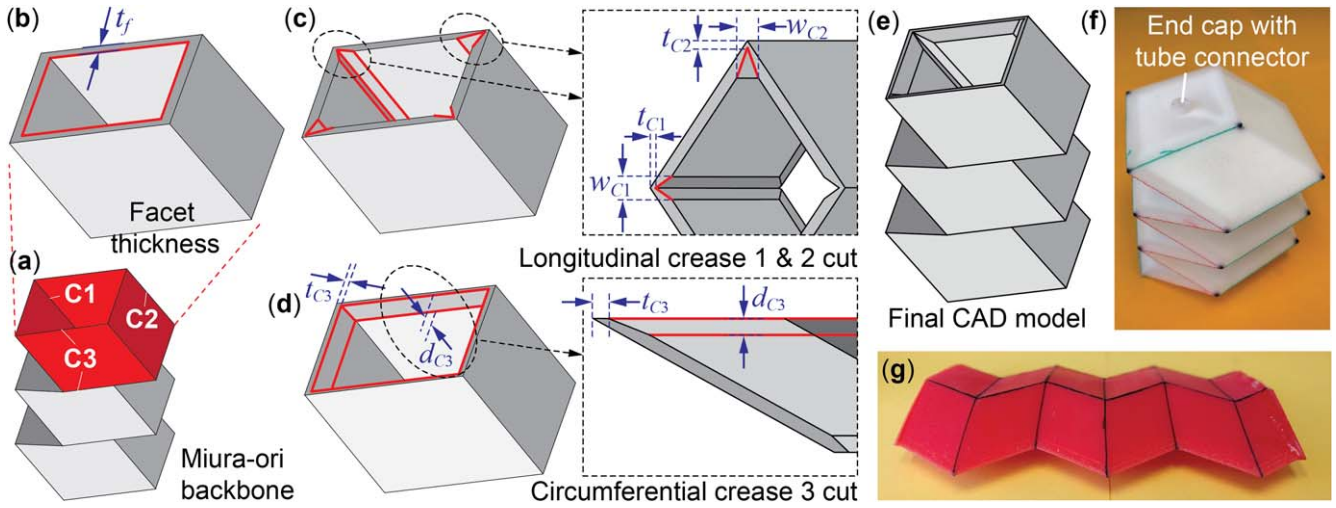 (b)
t_f
Facet
thickness
(a)
C1
C2
C3
Miura-ori
backbone
(c)
t_C2
w_C2
t_C1
w_C1
Longitudinal crease 1 & 2 cut
(d)
t_C3
d_C3
t_C3
d_C3
Circumferential crease 3 cut
(e)
Final CAD model
(f)
End cap with
tube connector
(g)